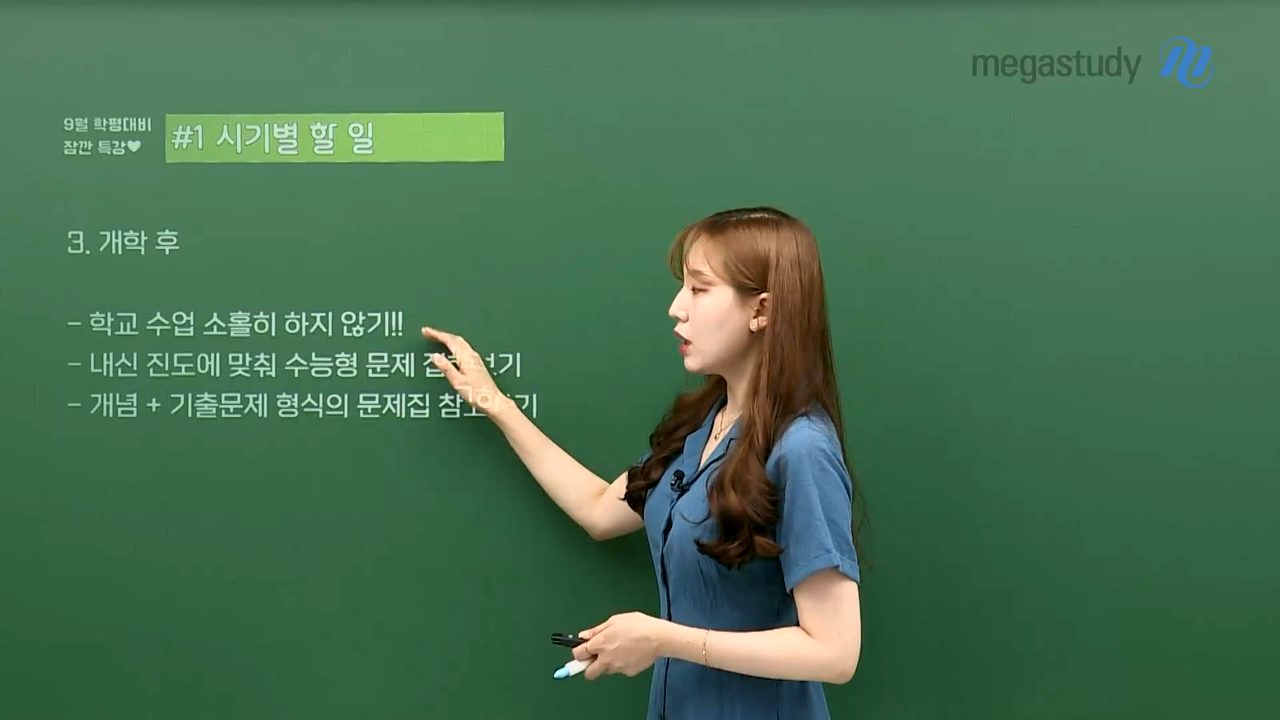 megastudy
9월 학평대비
잠깐 특강♥
#1 시기별 할 일
3. 개학 후
- 학교 수업 소홀히 하지 않기!!
- 내신 진도에 맞춰 수능형 문제
- 개념 + 기출문제 형식의 문제집